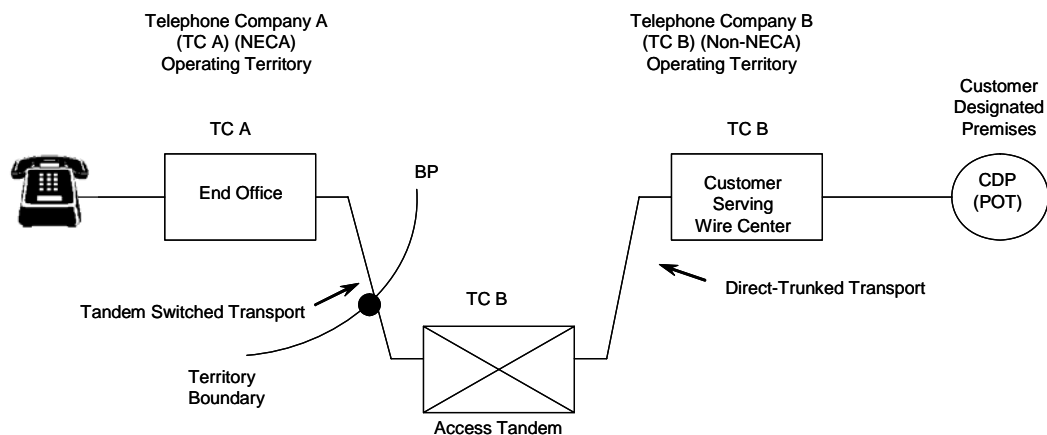 Telephone Company A
(TC A) (NECA)
Operating Territory
Telephone Company B
(TC B) (Non-NECA)
Operating Territory
Customer
Designated
Premises
TC A
TC B
End Office
BP
Customer
Serving
Wire Center
CDP
(POT)
Tandem Switched Transport
TC B
Direct-Trunked Transport
Territory
Boundary
Access Tandem